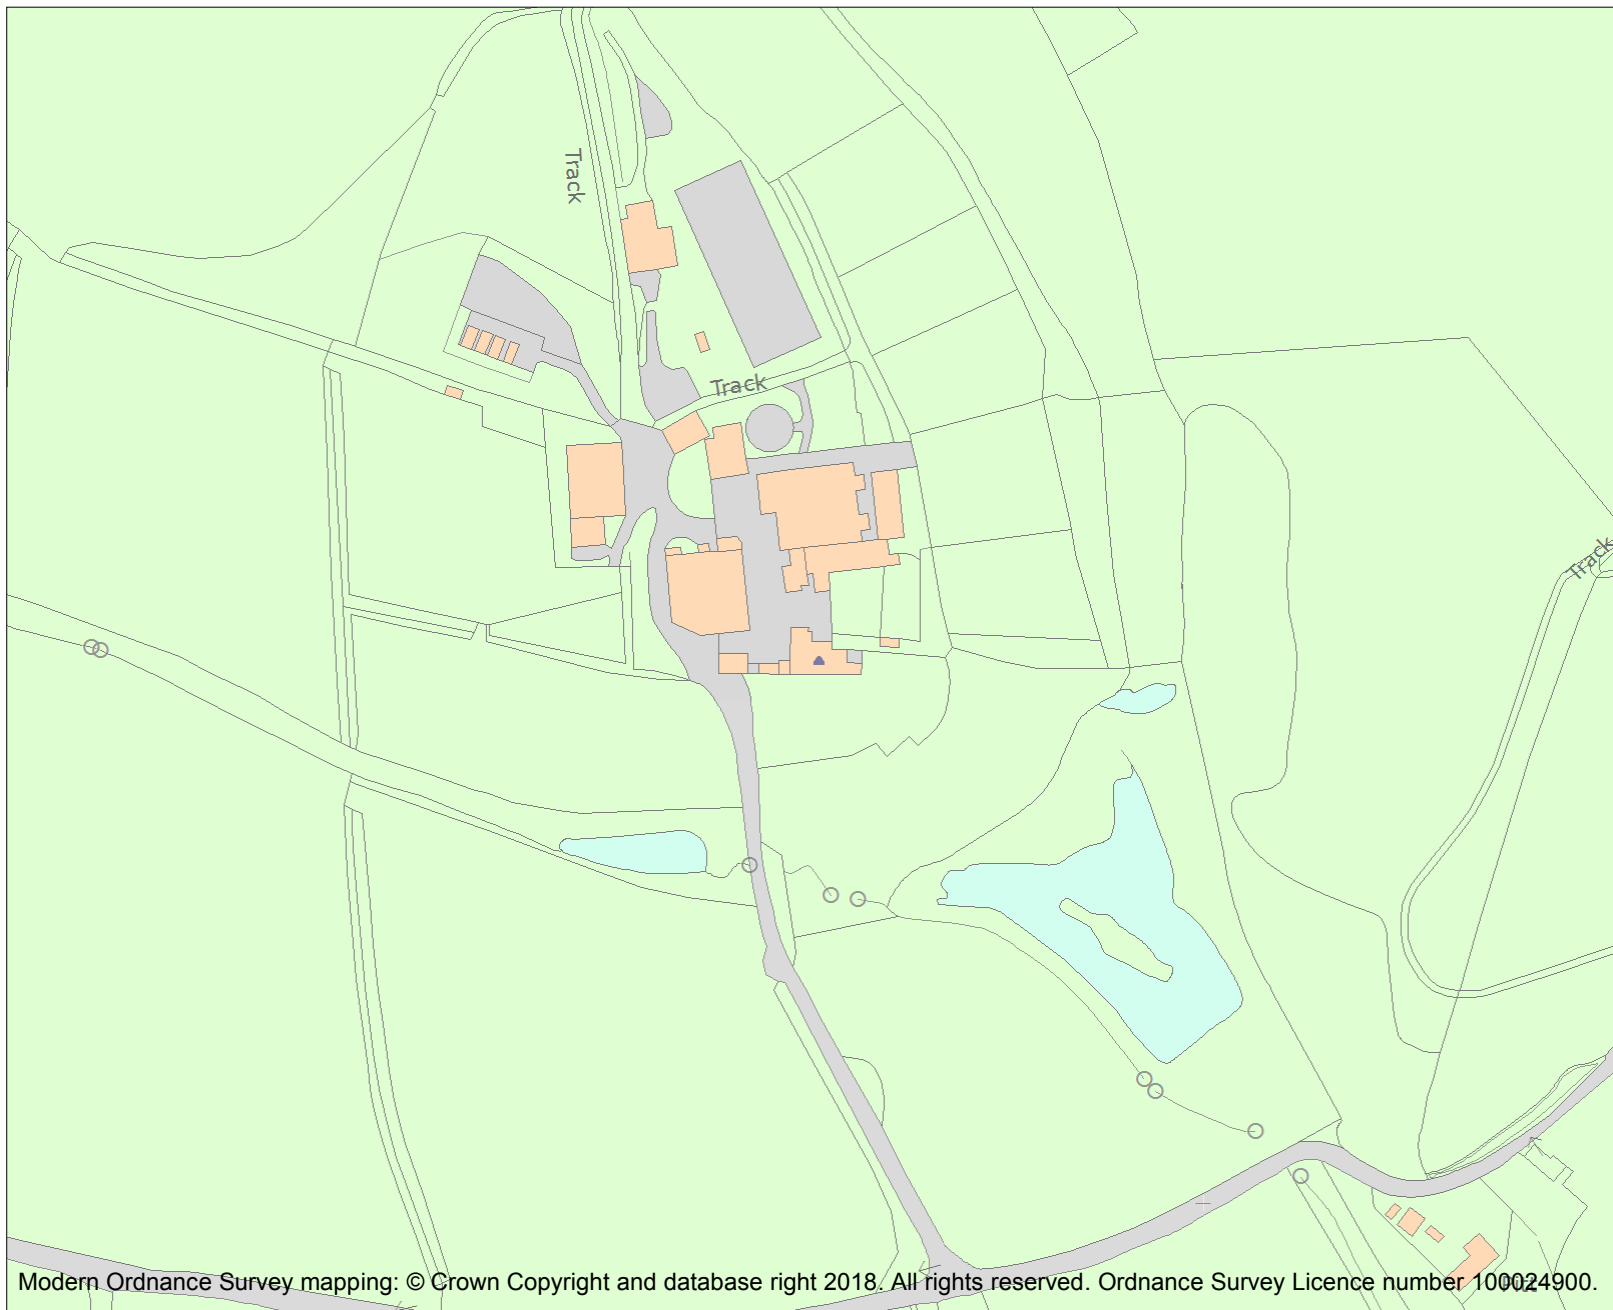 Track
Track
Track
Modern Ordnance Survey mapping: © Crown Copyright and database right 2018. All rights reserved. Ordnance Survey Licence number 100024900.